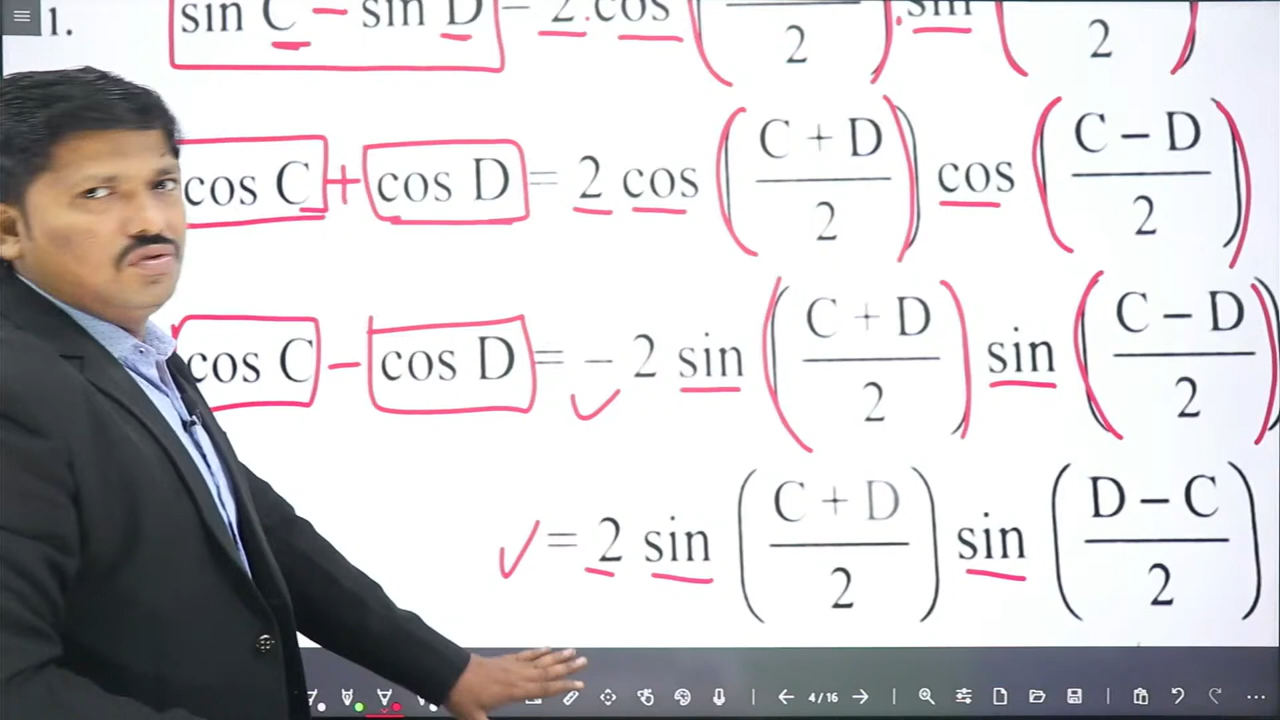 1. sin C – sin D = 2.cos ( / 2).sin ( / 2)
cos C + cos D = 2 cos ((C + D)/2) cos ((C – D)/2)
cos C – cos D = – 2 sin ((C + D)/2) sin ((C – D)/2)
= 2 sin ((C + D)/2) sin ((D – C)/2)
4/16